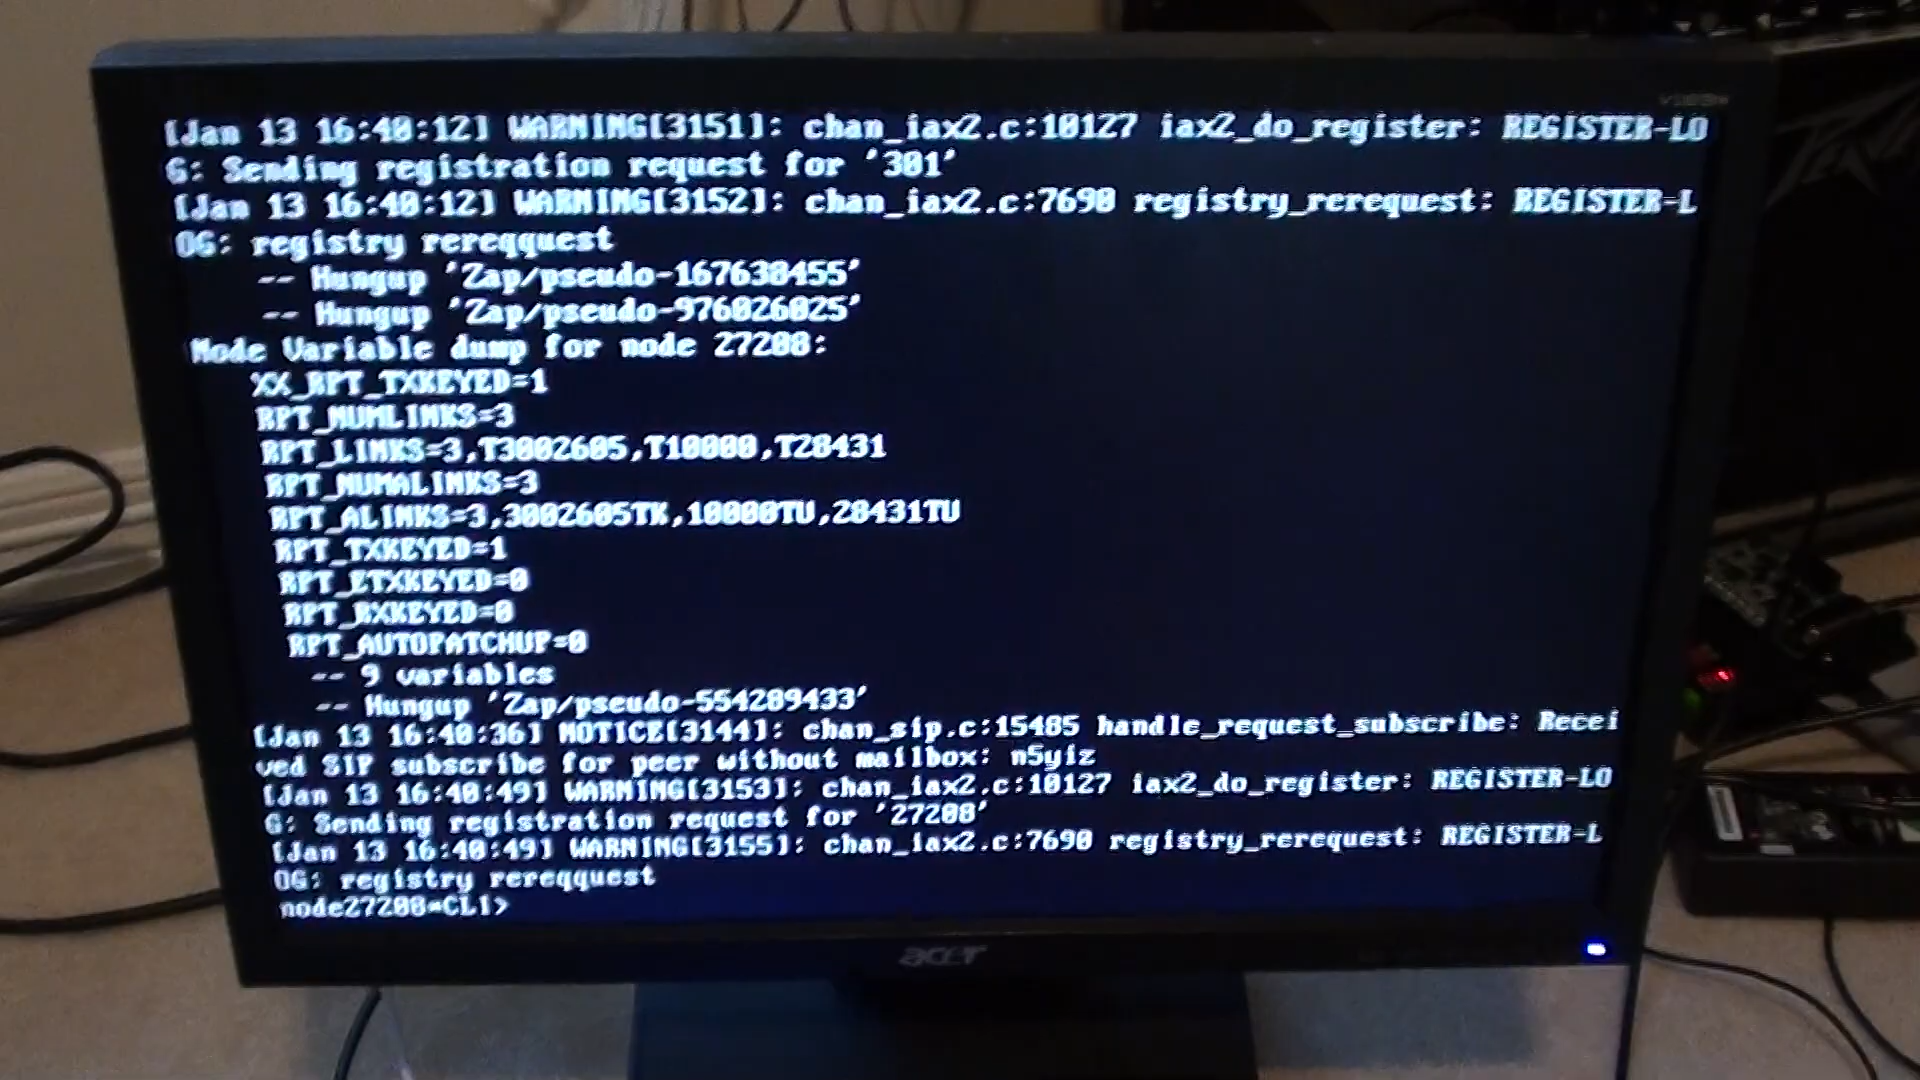 [Jan 13 16:40:12] WARNING[3151]: chan_iax2.c:10127 iax2_do_register: REGISTER-LO
G: Sending registration request for '301'
[Jan 13 16:40:12] WARNING[3152]: chan_iax2.c:7690 registry_rerequest: REGISTER-L
OG: registry rereqquest
-- Hungup 'Zap/pseudo-167638455'
-- Hungup 'Zap/pseudo-976026025'
Node Variable dump for node 27208:
XX_RPT_TXKEYED=1
RPT_NUMLINKS=3
RPT_LINKS=3,T3002605,T10000,T28431
RPT_NUMALINKS=3
RPT_ALINKS=3,3002605TK,10000TU,28431TU
RPT_TXKEYED=1
RPT_ETXKEYED=0
RPT_RXKEYED=0
RPT_AUTOPATCHUP=0
-- 9 variables
-- Hungup 'Zap/pseudo-554289433'
[Jan 13 16:40:36] NOTICE[3144]: chan_sip.c:15485 handle_request_subscribe: Recei
ved SIP subscribe for peer without mailbox: n5yiz
[Jan 13 16:40:49] WARNING[3153]: chan_iax2.c:10127 iax2_do_register: REGISTER-LO
G: Sending registration request for '27208'
[Jan 13 16:40:49] WARNING[3155]: chan_iax2.c:7690 registry_rerequest: REGISTER-L
OG: registry rereqquest
node27208*CLI>
acer